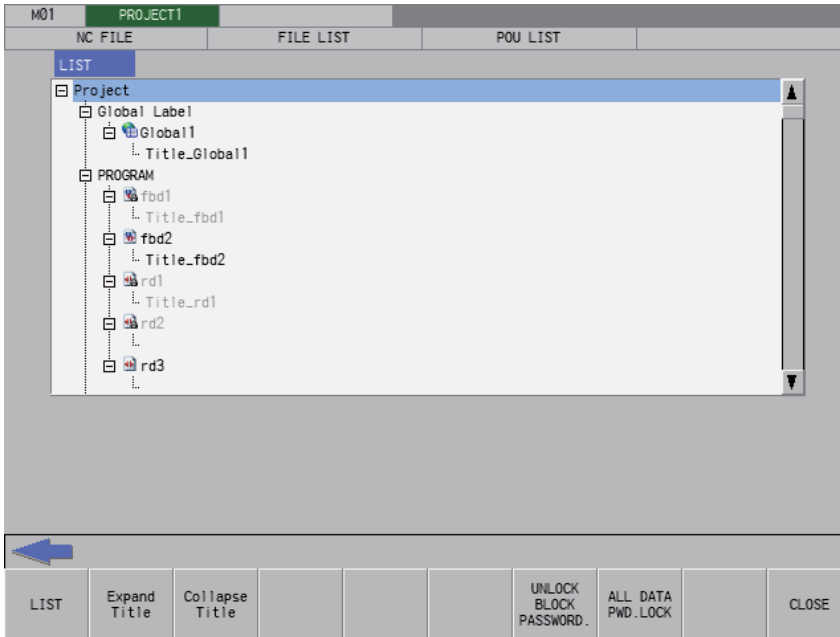 MØ1 PROJECT1
NC FILE FILE LIST POU LIST
LIST
Project
Global Label
Global1
Title_Global1
PROGRAM
fbd1
Title_fbd1
fbd2
Title_fbd2
rd1
Title_rd1
rd2
rd3
LIST Expand Title Collapse Title UNLOCK BLOCK PASSWORD. ALL DATA PWD.LOCK CLOSE